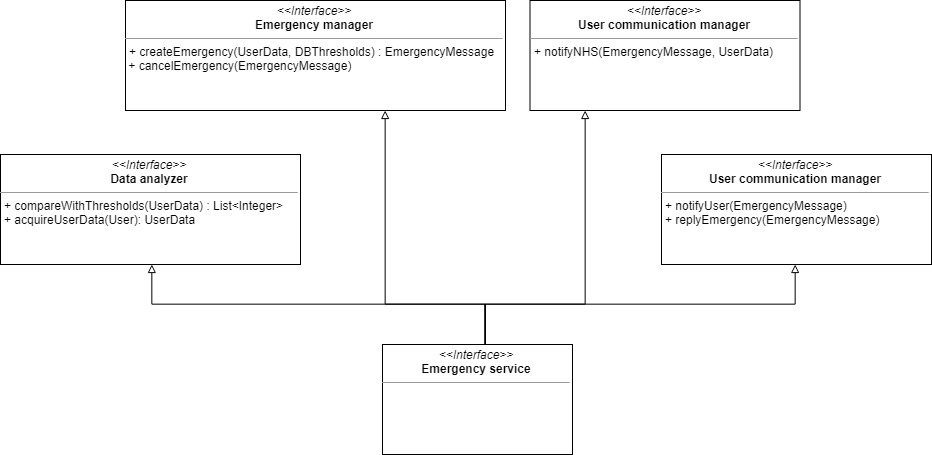 <<Interface>>
Emergency manager
+ createEmergency(UserData, DBThresholds) : EmergencyMessage
+ cancelEmergency(EmergencyMessage)
<<Interface>>
User communication manager
+ notifyNHS(EmergencyMessage, UserData)
<<Interface>>
Data analyzer
+ compareWithThresholds(UserData) : List<Integer>
+ acquireUserData(User): UserData
<<Interface>>
User communication manager
+ notifyUser(EmergencyMessage)
+ replyEmergency(EmergencyMessage)
<<Interface>>
Emergency service